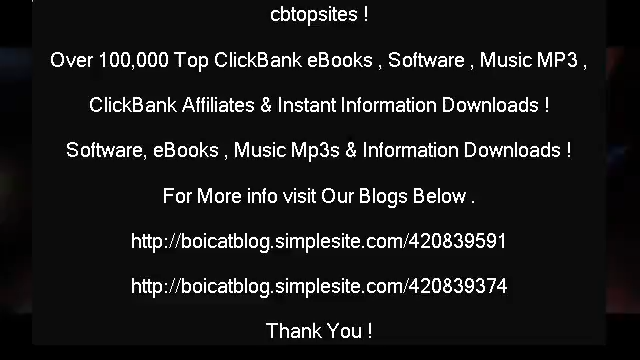 cbtopsites !
Over 100,000 Top ClickBank eBooks , Software , Music MP3 ,
ClickBank Affiliates & Instant Information Downloads !
Software, eBooks , Music Mp3s & Information Downloads !
For More info visit Our Blogs Below .
http://boicatblog.simplesite.com/420839591
http://boicatblog.simplesite.com/420839374
Thank You !